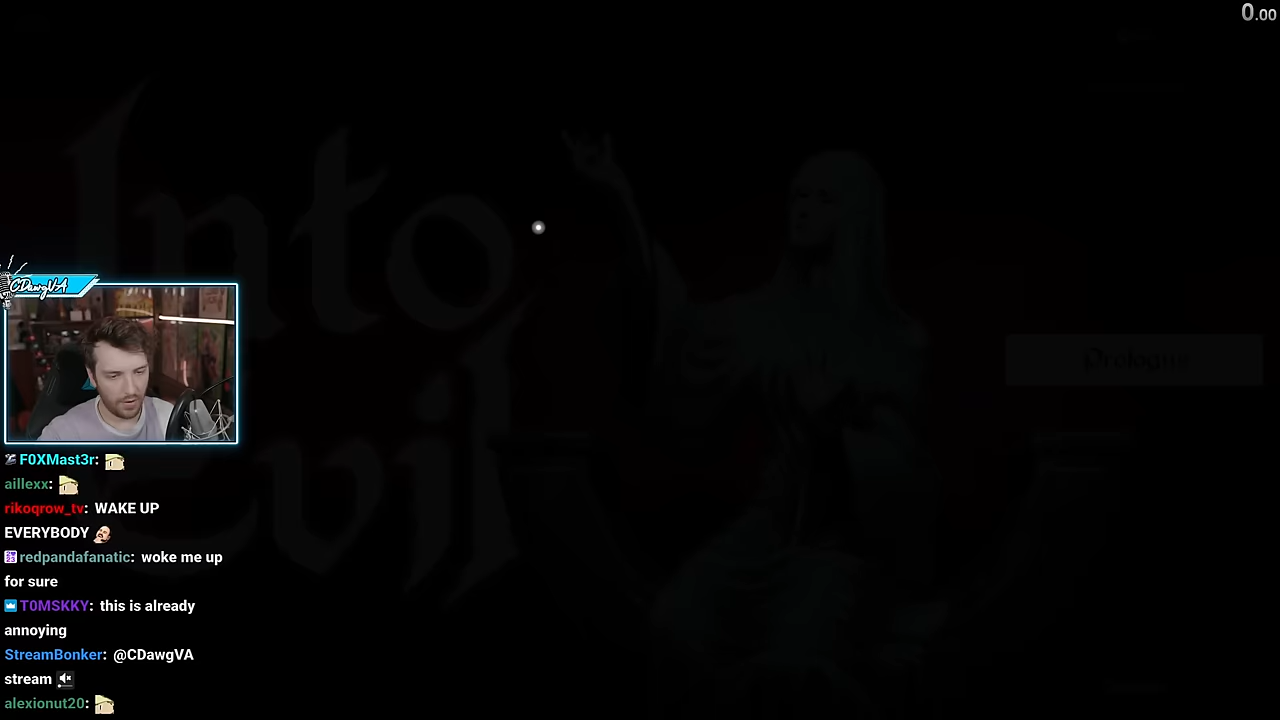 0.00
Into
Evil
Prologue
CDawgVA
F0XMast3r:
aillexx:
rikoqrow_tv: WAKE UP
EVERYBODY
redpandafanatic: woke me up
for sure
T0MSKKY: this is already
annoying
StreamBonker: @CDawgVA
stream
alexionut20: